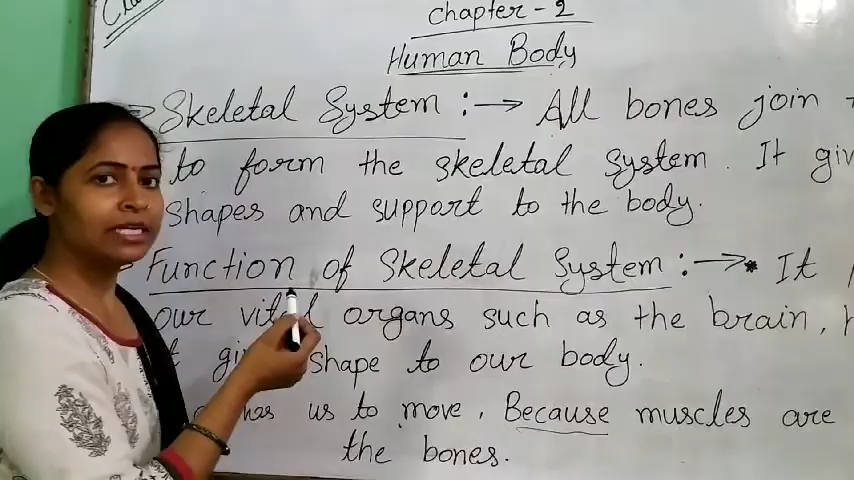 Chapter - 2
Human Body
Skeletal System :→ All bones join
to form the skeletal system. It
shapes and support to the body.
Function of Skeletal System :→ * It
our vital organs such as the brain,
shape to our body.
us to move, Because muscles are
the bones.